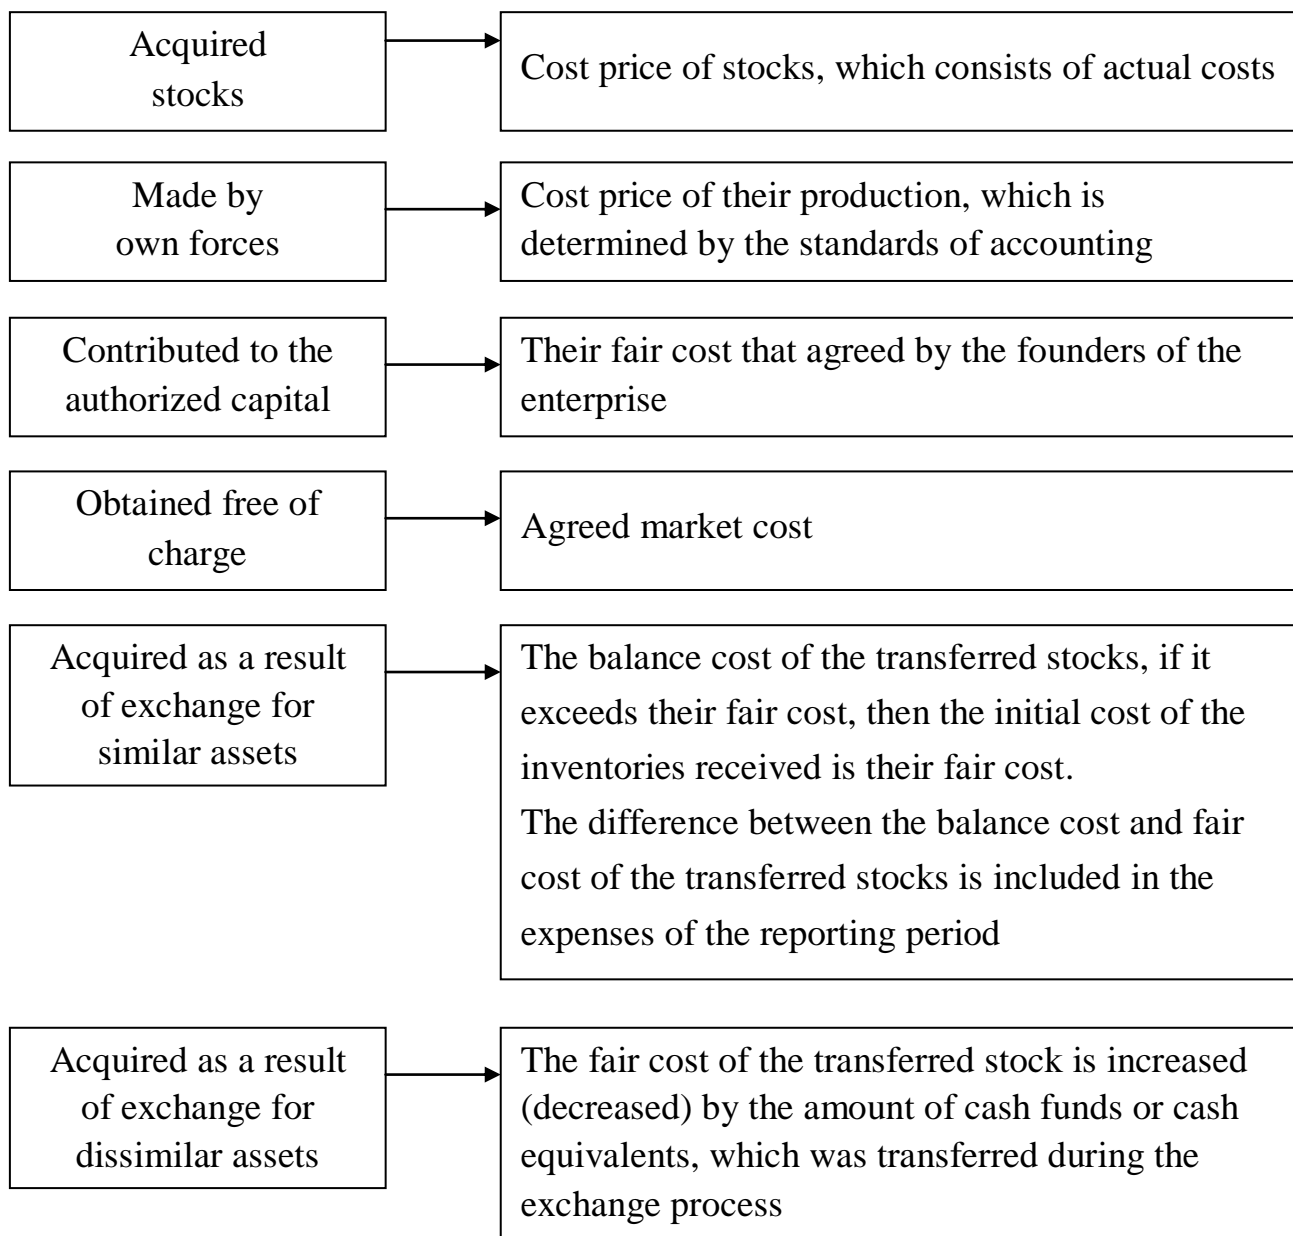 Acquired
stocks
Cost price of stocks, which consists of actual costs
Made by
own forces
Cost price of their production, which is
determined by the standards of accounting
Contributed to the
authorized capital
Their fair cost that agreed by the founders of the
enterprise
Obtained free of
charge
Agreed market cost
Acquired as a result
of exchange for
similar assets
The balance cost of the transferred stocks, if it
exceeds their fair cost, then the initial cost of the
inventories received is their fair cost.
The difference between the balance cost and fair
cost of the transferred stocks is included in the
expenses of the reporting period
Acquired as a result
of exchange for
dissimilar assets
The fair cost of the transferred stock is increased
(decreased) by the amount of cash funds or cash
equivalents, which was transferred during the
exchange process